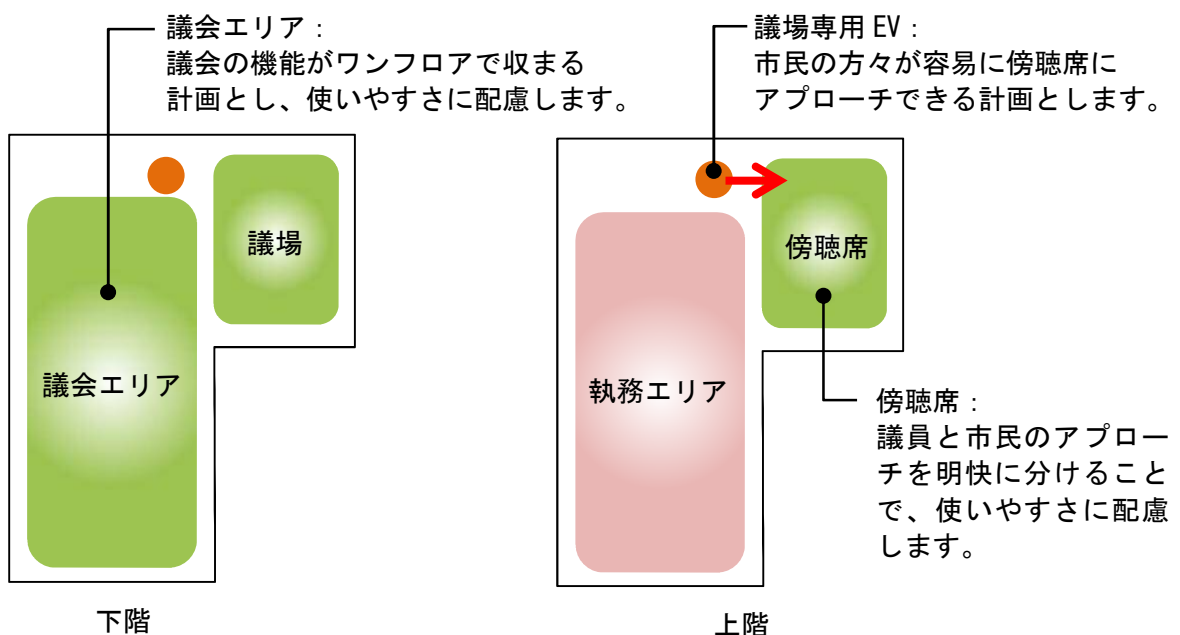 議会エリア:
議会の機能がワンフロアで収まる
計画とし、使いやすさに配慮します。
議場
議会エリア
下階
議場専用 EV:
市民の方々が容易に傍聴席に
アプローチできる計画とします。
傍聴席
執務エリア
傍聴席:
議員と市民のアプロー
チを明快に分けること
で、使いやすさに配慮
します。
上階